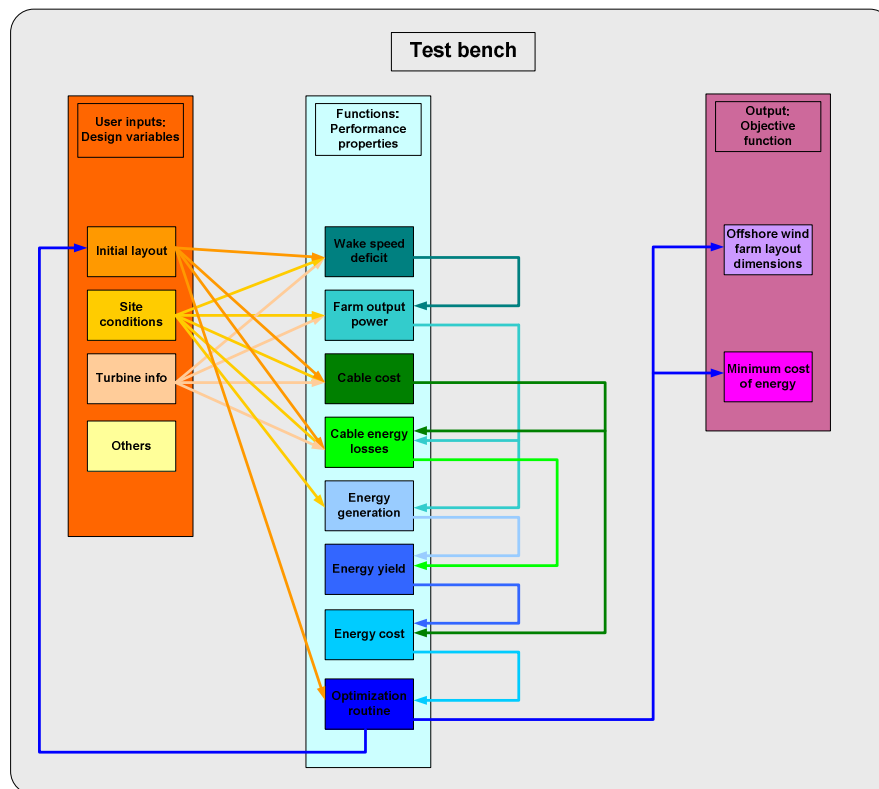 Test bench
User inputs:
Design variables
Initial layout
Site
conditions
Turbine info
Others
Functions:
Performance
properties
Wake speed
deficit
Farm output
power
Cable cost
Cable energy
losses
Energy
generation
Energy yield
Energy cost
Optimization
routine
Output:
Objective
function
Offshore wind
farm layout
dimensions
Minimum cost
of energy